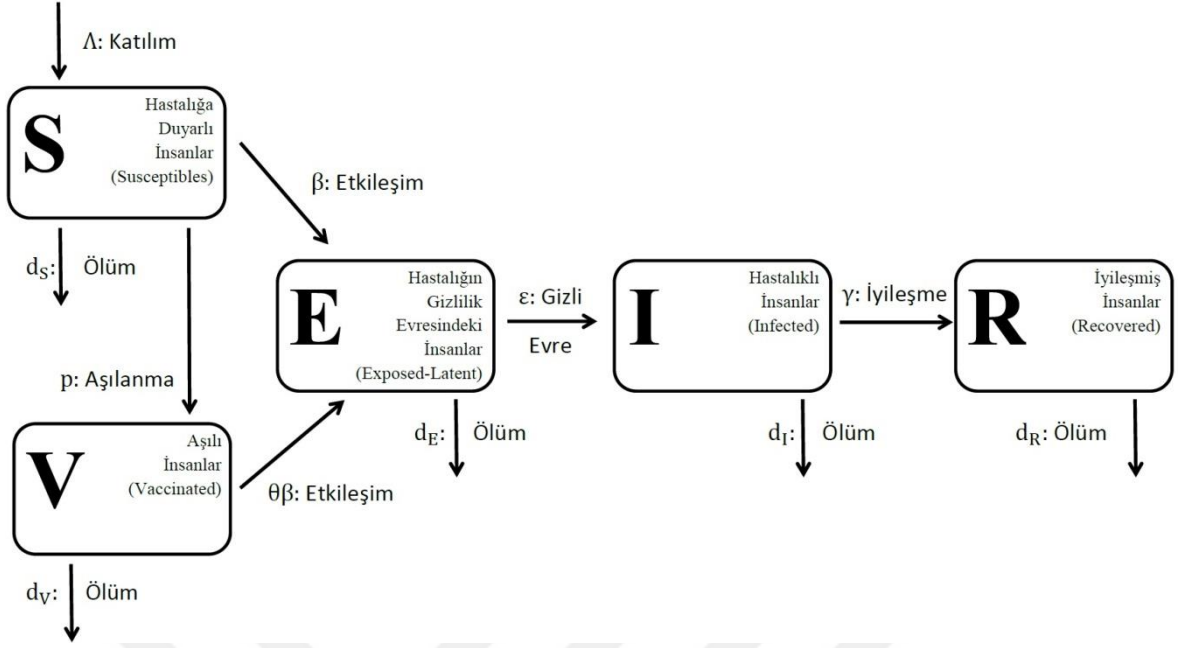 Λ: Katılım
S
Hastalığa
Duyarlı
İnsanlar
(Susceptibles)
β: Etkileşim
d_S: Ölüm
p: Aşılanma
E
Hastalığın
Gizlilik
Evresindeki
İnsanlar
(Exposed-Latent)
ε: Gizli
Evre
I
Hastalıklı
İnsanlar
(Infected)
γ: İyileşme
R
İyileşmiş
İnsanlar
(Recovered)
V
Aşılı
İnsanlar
(Vaccinated)
θβ: Etkileşim
d_E: Ölüm
d_I: Ölüm
d_R: Ölüm
d_V: Ölüm